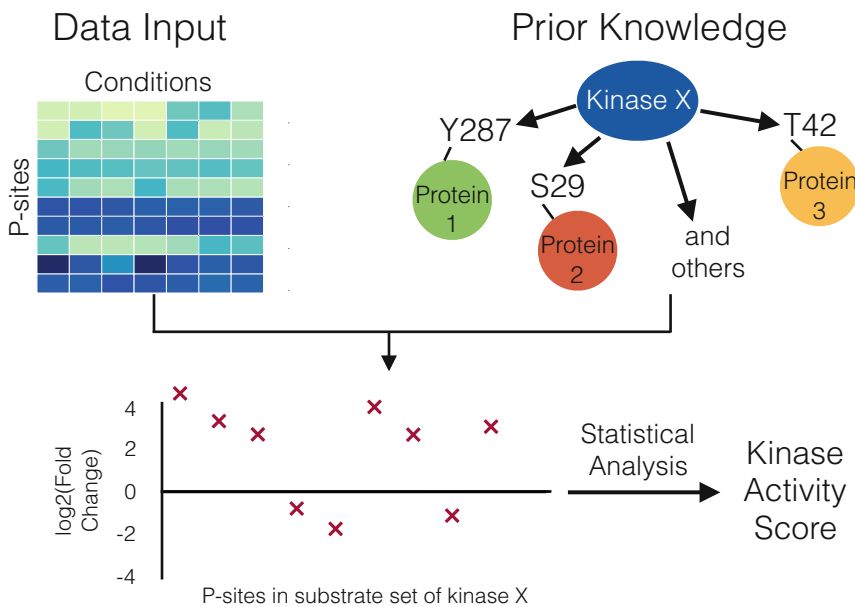 Data Input
Prior Knowledge
Conditions
P-sites
Kinase X
Y287
S29
T42
Protein
1
Protein
2
Protein
3
and
others
log2(Fold
Change)
4
2
0
-2
-4
P-sites in substrate set of kinase X
Statistical
Analysis
Kinase
Activity
Score